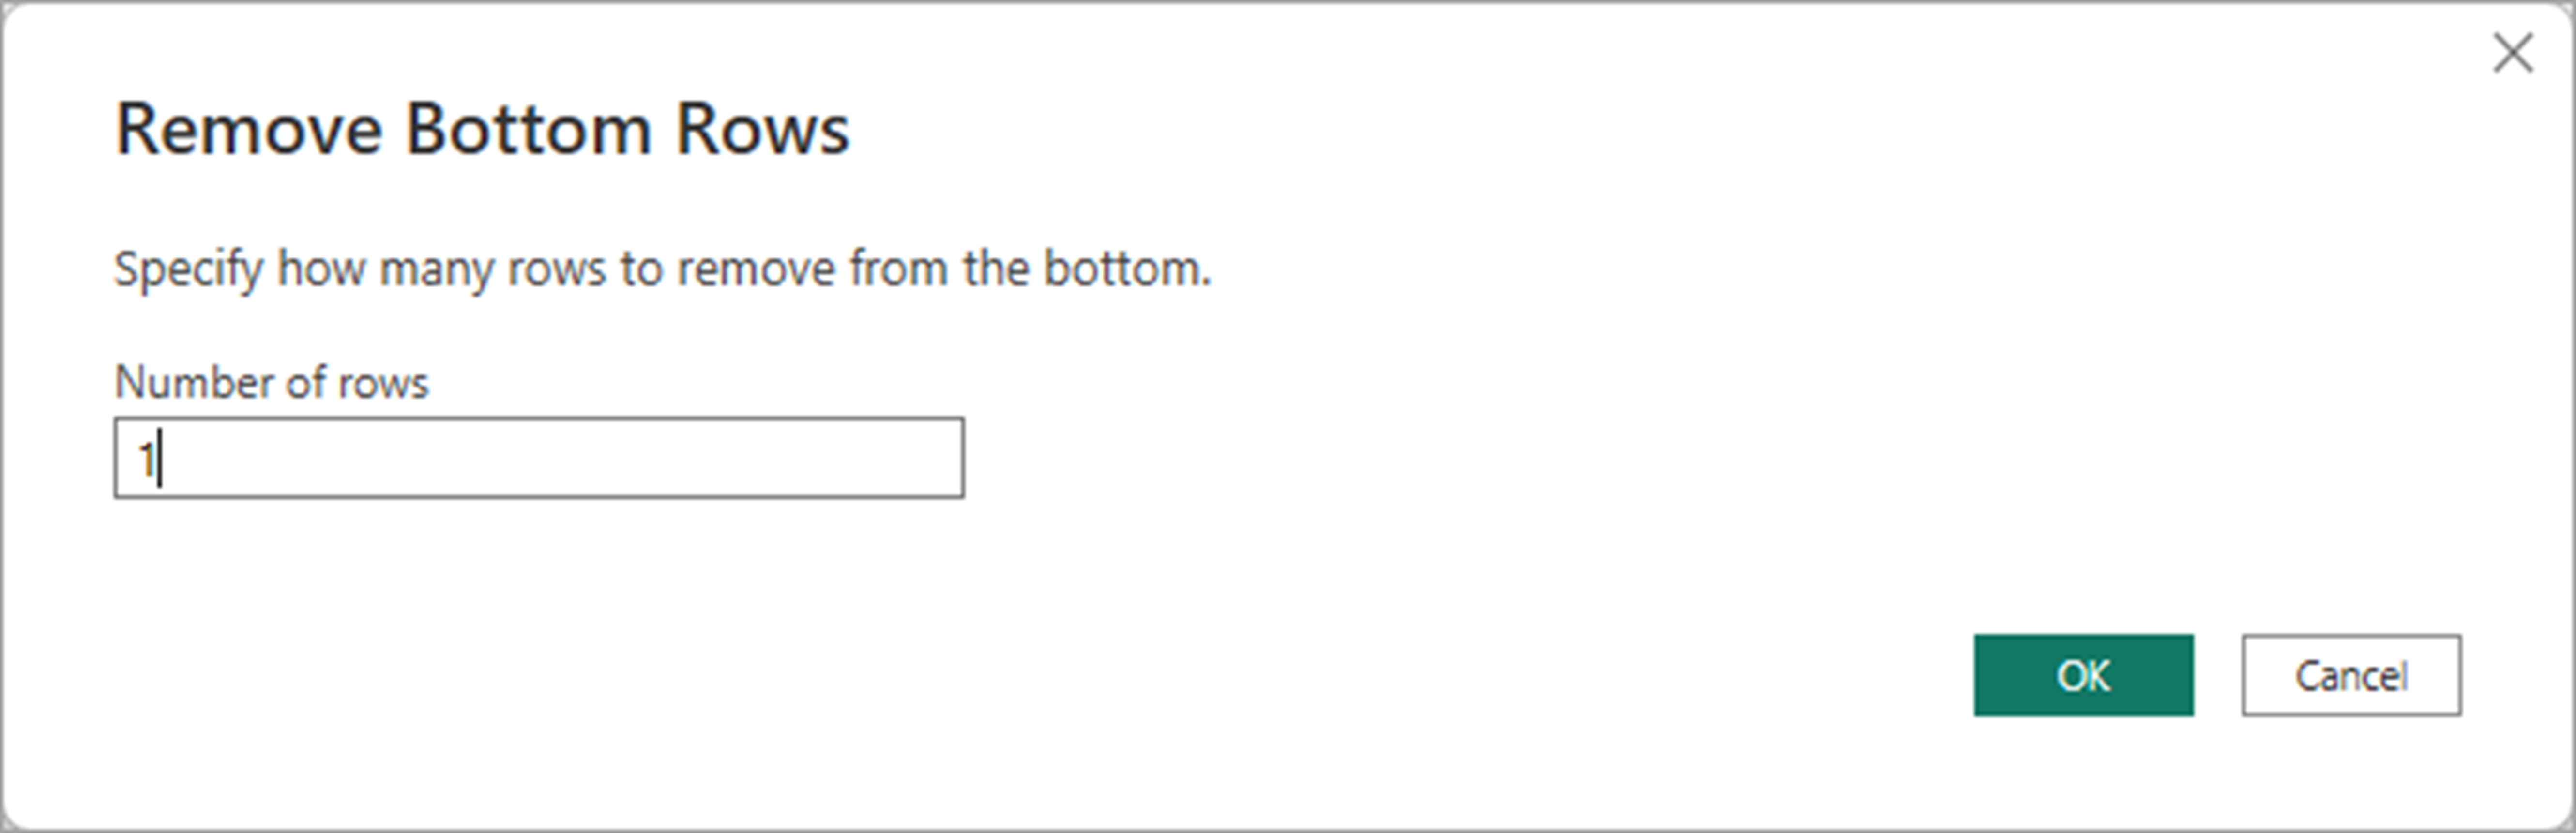 Remove Bottom Rows
Specify how many rows to remove from the bottom.
Number of rows
1
OK
Cancel